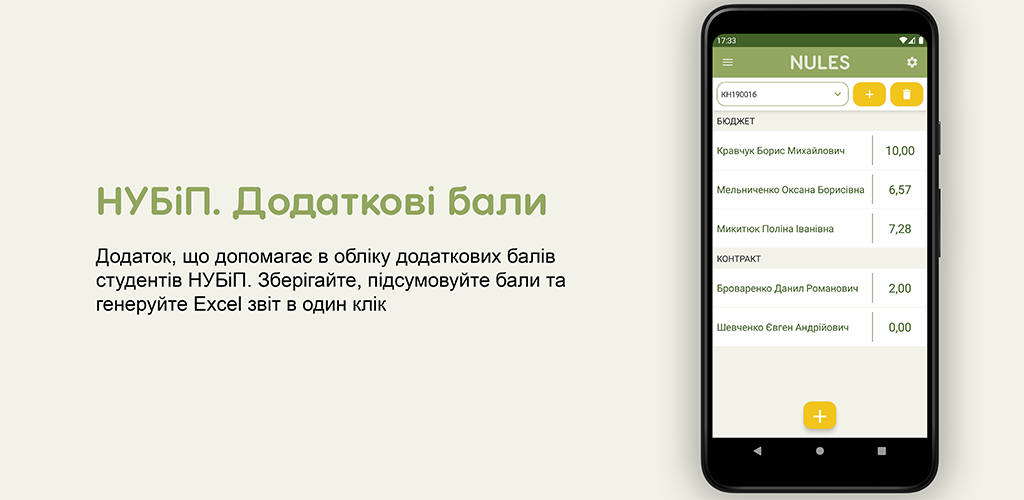 НУБіП. Додаткові бали
Додаток, що допомагає в обліку додаткових балів
студентів НУБіП. Зберігайте, підсумовуйте бали та
генеруйте Excel звіт в один клік
17:33
NULES
КН190016
БЮДЖЕТ
Кравчук Борис Михайлович 10,00
Мельниченко Оксана Борисівна 6,57
Микитюк Поліна Іванівна 7,28
КОНТРАКТ
Броваренко Данил Романович 2,00
Шевченко Євген Андрійович 0,00